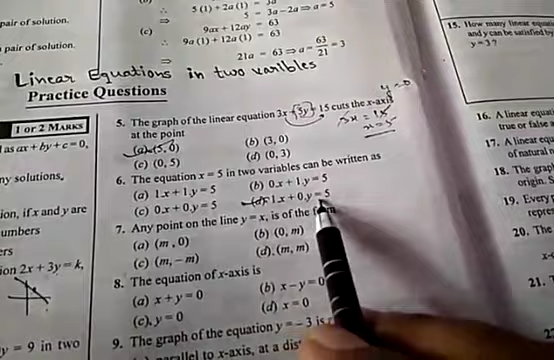 pair of solution.
pair of solution.
∴ 5(1)+2a(1) = 3a
⇒ 5 = 3a−2a ⇒ a = 5
(c) 9ax + 12ay = 63
∴ 9a(1)+12a(1) = 63
⇒ 21a = 63 ⇒ a = 63/21 = 3
Linear Equations in two varibles
Practice Questions
1 or 2 MARKS
as ax + by + c = 0,
ny solutions,
ion, if x and y are
umbers
ers
ion 2x + 3y = k,
y = 9 in two
5. The graph of the linear equation 3x + 5y = 15 cuts the x-axis
at the point
(a) (5, 0) (b) (3, 0)
(c) (0, 5) (d) (0, 3)
y = 0
3x = 15
x = 5
6. The equation x = 5 in two variables can be written as
(a) 1.x + 1.y = 5 (b) 0.x + 1.y = 5
(c) 0.x + 0.y = 5 (d) 1.x + 0.y = 5
7. Any point on the line y = x, is of the
(a) (m, 0) (b) (0, m)
(c) (m, −m) (d) (m, m)
8. The equation of x-axis is
(a) x + y = 0 (b) x − y = 0
(c) y = 0 (d) x = 0
9. The graph of the equation y = −3 is
parallel to x-axis, at a dis
15. How many linear equa
and y can be satisfied by
y = 3?
16. A linear equat
true or false
17. A linear equ
of natural n
18. The grap
origin. S
19. Every
repre
20. The
21.
22